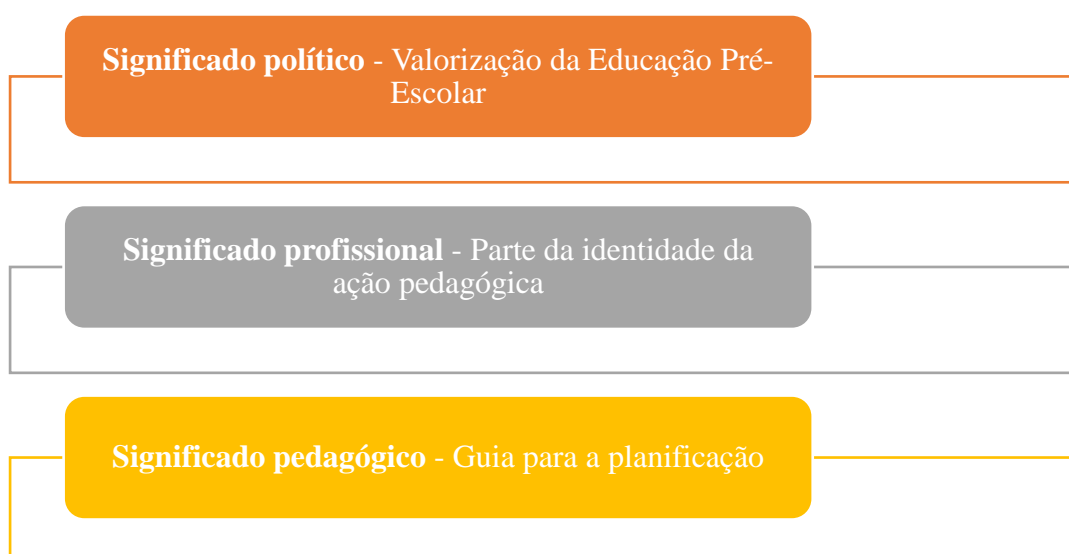 Significado político - Valorização da Educação Pré-
Escolar
Significado profissional - Parte da identidade da
ação pedagógica
Significado pedagógico - Guia para a planificação